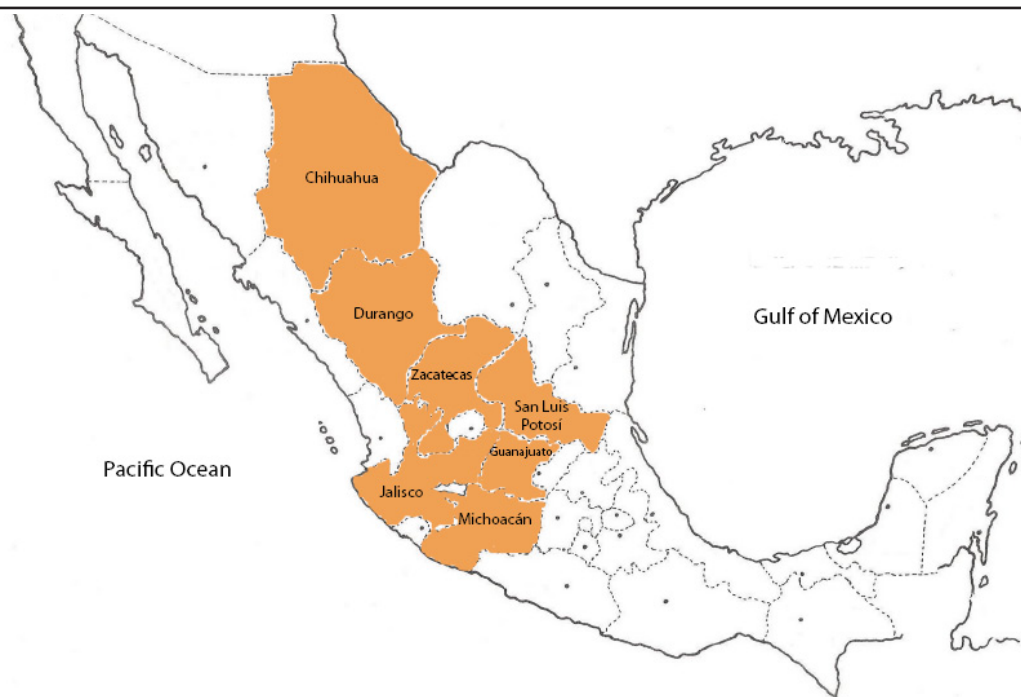 Chihuahua
Durango
Gulf of Mexico
Zacatecas
San Luis
Potosí
Guanajuato
Pacific Ocean
Jalisco
Michoacán